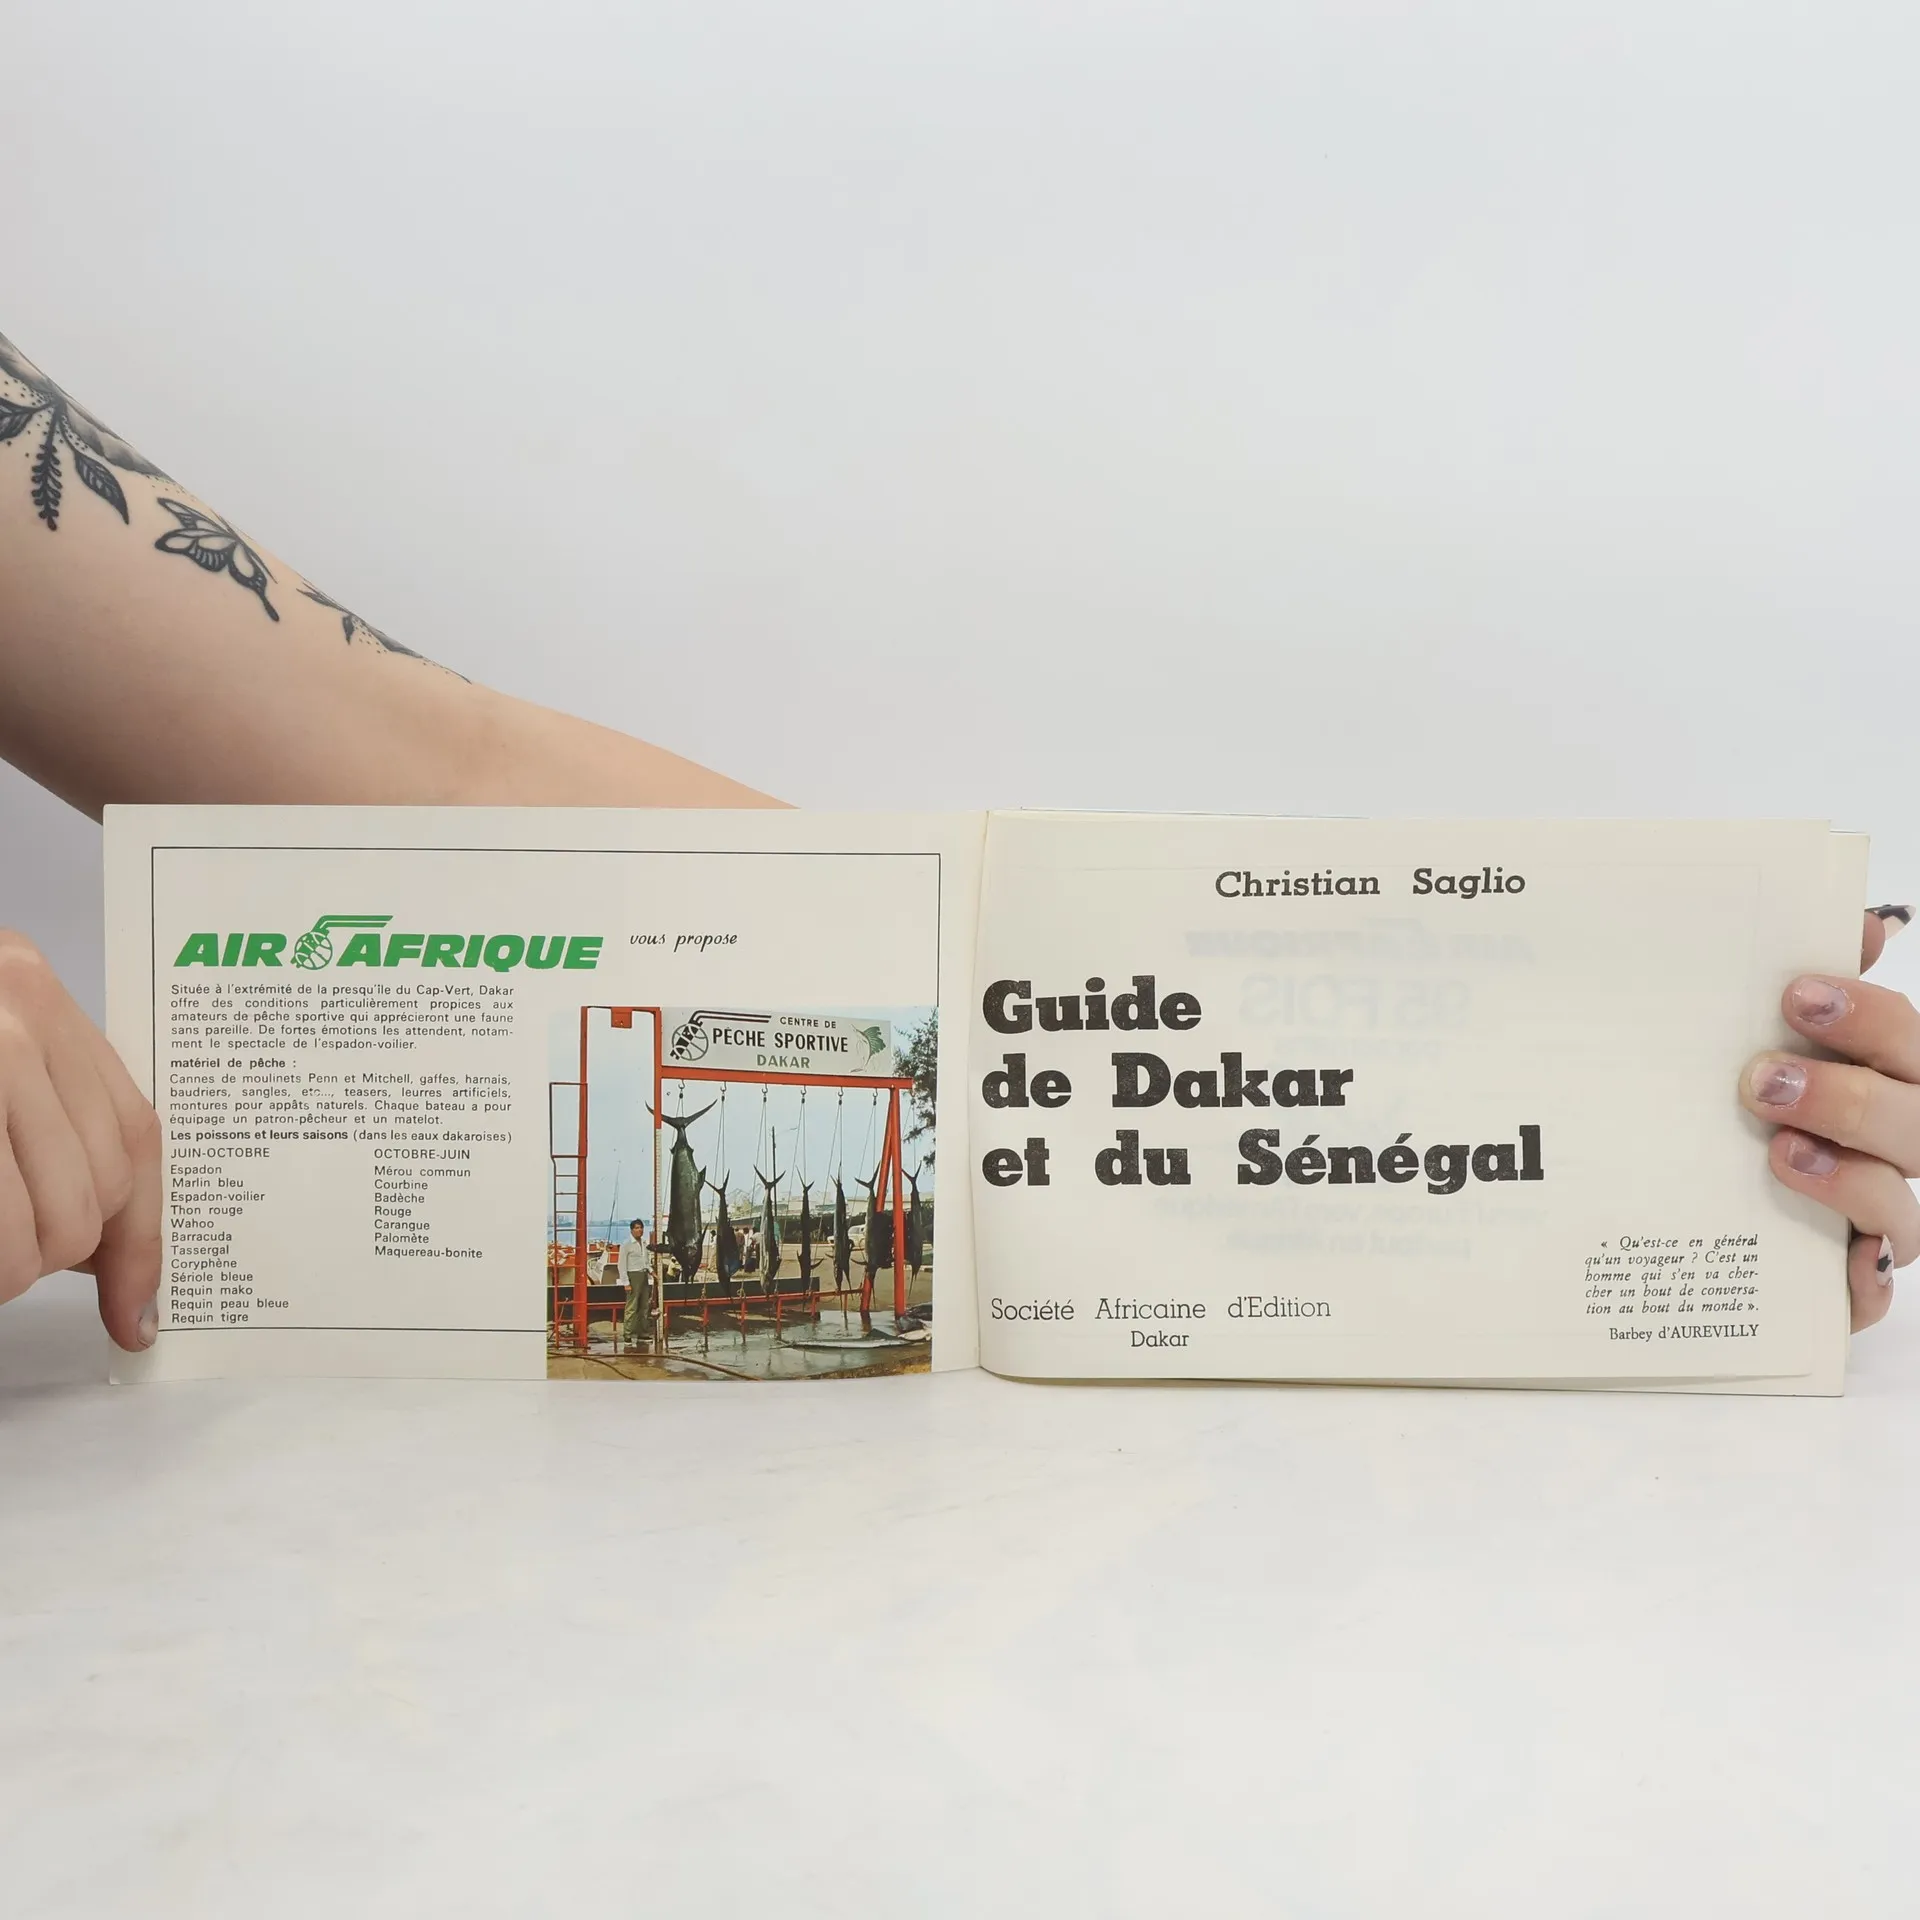 AIR AFRIQUE vous propose
Située à l'extrémité de la presqu'île du Cap-Vert, Dakar
offre des conditions particulièrement propices aux
amateurs de pêche sportive qui apprécieront une faune
sans pareille. De fortes émotions les attendent, notam-
ment le spectacle de l'espadon-voilier.
matériel de pêche :
Cannes de moulinets Penn et Mitchell, gaffes, harnais,
baudriers, sangles, etc..., teasers, leurres artificiels,
montures pour appâts naturels. Chaque bateau a pour
équipage un patron-pêcheur et un matelot.
Les poissons et leurs saisons (dans les eaux dakaroises)
JUIN-OCTOBRE
Espadon
Marlin bleu
Espadon-voilier
Thon rouge
Wahoo
Barracuda
Tassergal
Coryphène
Sériole bleue
Requin mako
Requin peau bleue
Requin tigre
OCTOBRE-JUIN
Mérou commun
Courbine
Badèche
Rouge
Carangue
Palomète
Maquereau-bonite
CENTRE DE
PÊCHE SPORTIVE
DAKAR
Christian Saglio
Guide
de Dakar
et du Sénégal
« Qu'est-ce en général
qu'un voyageur ? C'est un
homme qui s'en va cher-
cher un bout de conversa-
tion au bout du monde ».
Barbey d'AUREVILLY
Société Africaine d'Edition
Dakar